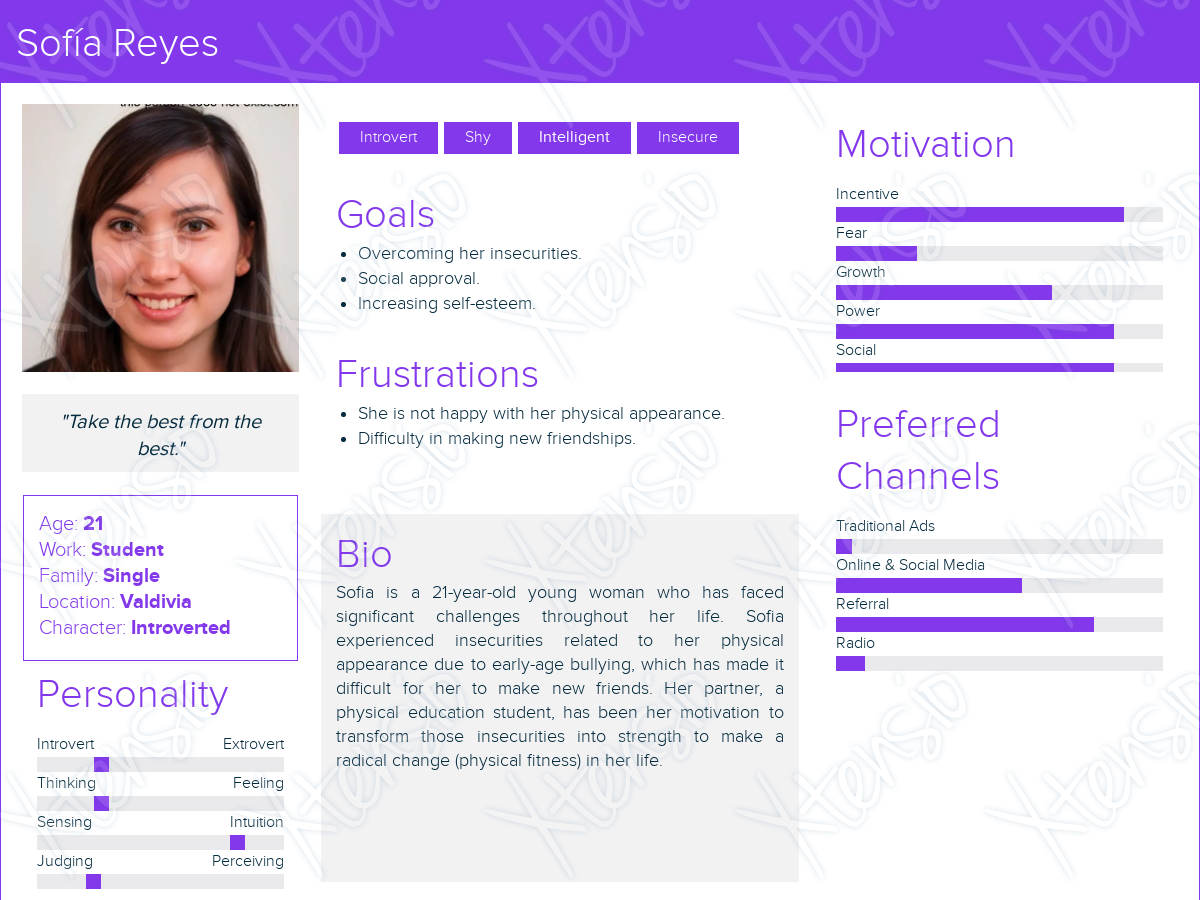 Sofía Reyes
this person does not exist.com
"Take the best from the
best."
Age: 21
Work: Student
Family: Single
Location: Valdivia
Character: Introverted
Personality
Introvert Extrovert
Thinking Feeling
Sensing Intuition
Judging Perceiving
Introvert Shy Intelligent Insecure
Goals
Overcoming her insecurities.
Social approval.
Increasing self-esteem.
Frustrations
She is not happy with her physical appearance.
Difficulty in making new friendships.
Bio
Sofia is a 21-year-old young woman who has faced
significant challenges throughout her life. Sofia
experienced insecurities related to her physical
appearance due to early-age bullying, which has made it
difficult for her to make new friends. Her partner, a
physical education student, has been her motivation to
transform those insecurities into strength to make a
radical change (physical fitness) in her life.
Motivation
Incentive
Fear
Growth
Power
Social
Preferred
Channels
Traditional Ads
Online & Social Media
Referral
Radio
Xtensio